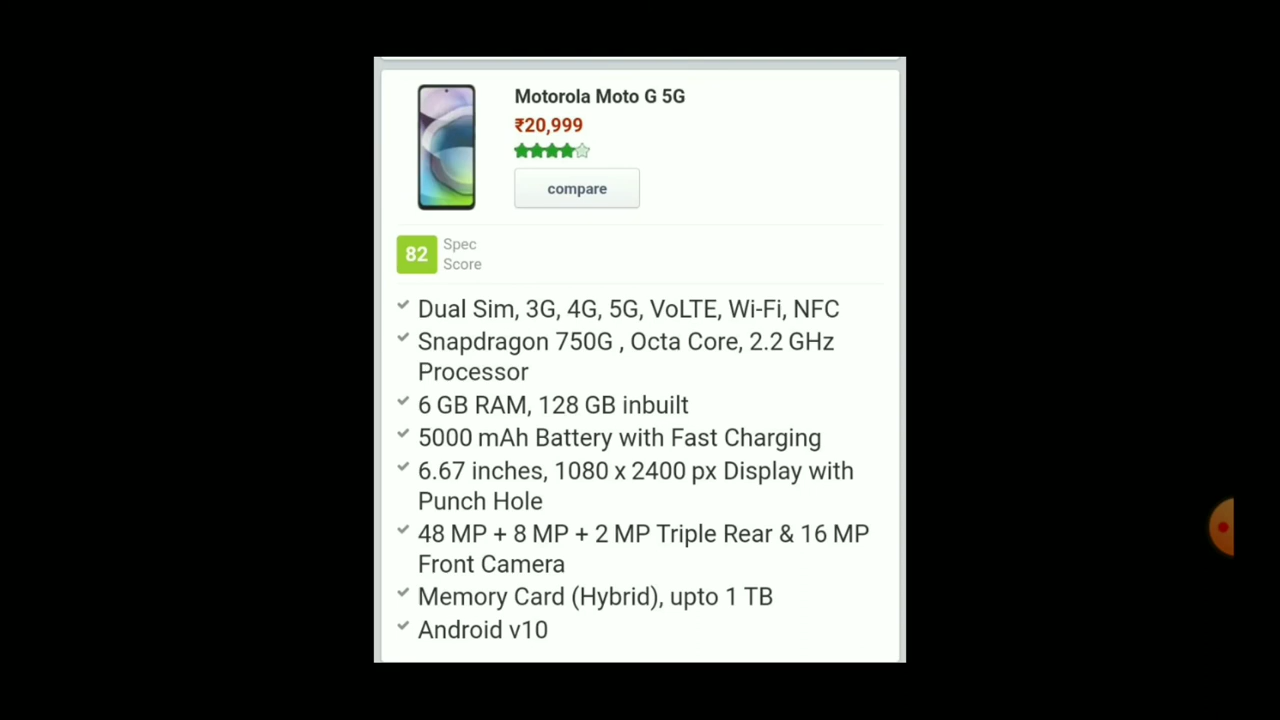 Motorola Moto G 5G
₹20,999
compare
82
Spec
Score
Dual Sim, 3G, 4G, 5G, VoLTE, Wi-Fi, NFC
Snapdragon 750G , Octa Core, 2.2 GHz
Processor
6 GB RAM, 128 GB inbuilt
5000 mAh Battery with Fast Charging
6.67 inches, 1080 x 2400 px Display with
Punch Hole
48 MP + 8 MP + 2 MP Triple Rear & 16 MP
Front Camera
Memory Card (Hybrid), upto 1 TB
Android v10